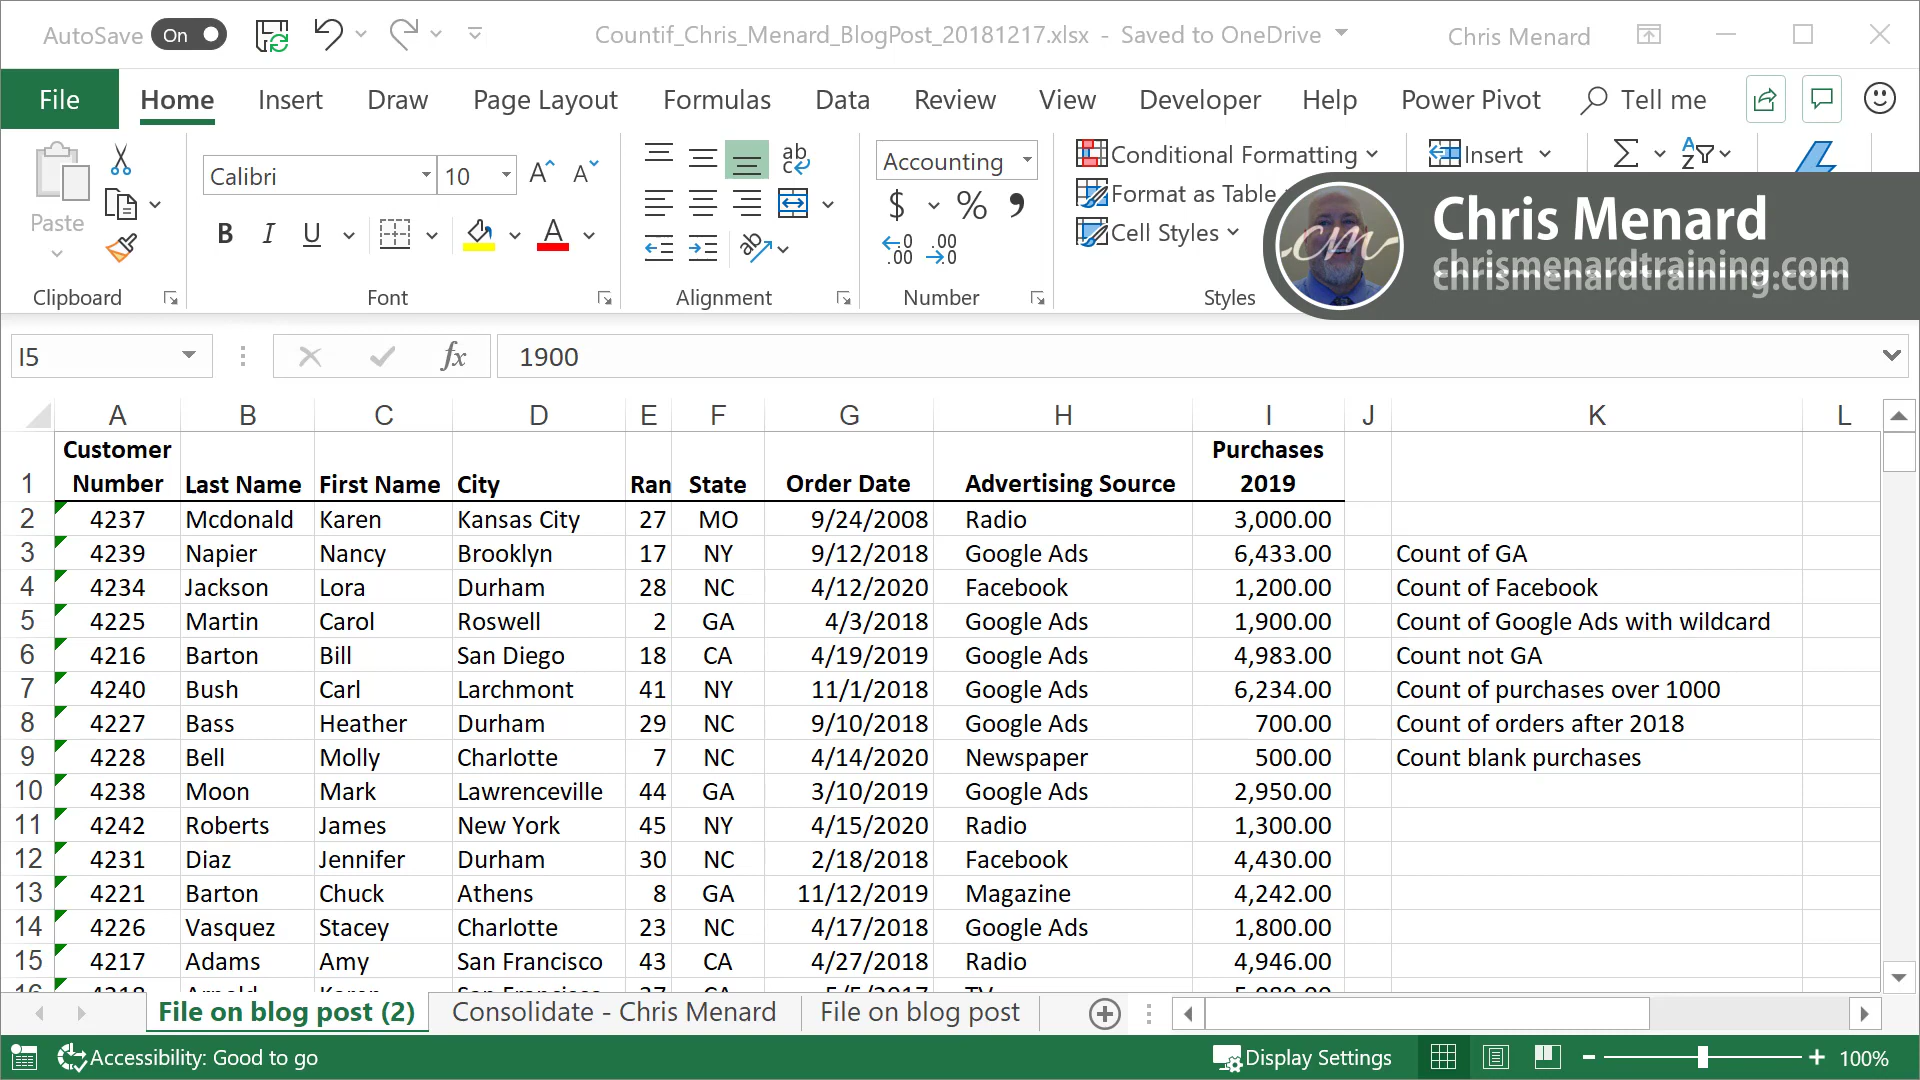 AutoSave On Countif_Chris_Menard_BlogPost_20181217.xlsx - Saved to OneDrive Chris Menard
File Home Insert Draw Page Layout Formulas Data Review View Developer Help Power Pivot Tell me
Paste Calibri 10 Accounting Conditional Formatting Insert
Format as Table
Cell Styles
B I U A $ %
Clipboard Font Alignment Number Styles
cm
Chris Menard
chrismenardtraining.com
I5 fx 1900
A B C D E F G H I J K L
1 Customer Number Last Name First Name City Ran State Order Date Advertising Source Purchases 2019
2 4237 Mcdonald Karen Kansas City 27 MO 9/24/2008 Radio 3,000.00
3 4239 Napier Nancy Brooklyn 17 NY 9/12/2018 Google Ads 6,433.00 Count of GA
4 4234 Jackson Lora Durham 28 NC 4/12/2020 Facebook 1,200.00 Count of Facebook
5 4225 Martin Carol Roswell 2 GA 4/3/2018 Google Ads 1,900.00 Count of Google Ads with wildcard
6 4216 Barton Bill San Diego 18 CA 4/19/2019 Google Ads 4,983.00 Count not GA
7 4240 Bush Carl Larchmont 41 NY 11/1/2018 Google Ads 6,234.00 Count of purchases over 1000
8 4227 Bass Heather Durham 29 NC 9/10/2018 Google Ads 700.00 Count of orders after 2018
9 4228 Bell Molly Charlotte 7 NC 4/14/2020 Newspaper 500.00 Count blank purchases
10 4238 Moon Mark Lawrenceville 44 GA 3/10/2019 Google Ads 2,950.00
11 4242 Roberts James New York 45 NY 4/15/2020 Radio 1,300.00
12 4231 Diaz Jennifer Durham 30 NC 2/18/2018 Facebook 4,430.00
13 4221 Barton Chuck Athens 8 GA 11/12/2019 Magazine 4,242.00
14 4226 Vasquez Stacey Charlotte 23 NC 4/17/2018 Google Ads 1,800.00
15 4217 Adams Amy San Francisco 43 CA 4/27/2018 Radio 4,946.00
File on blog post (2) Consolidate - Chris Menard File on blog post
Accessibility: Good to go Display Settings 100%